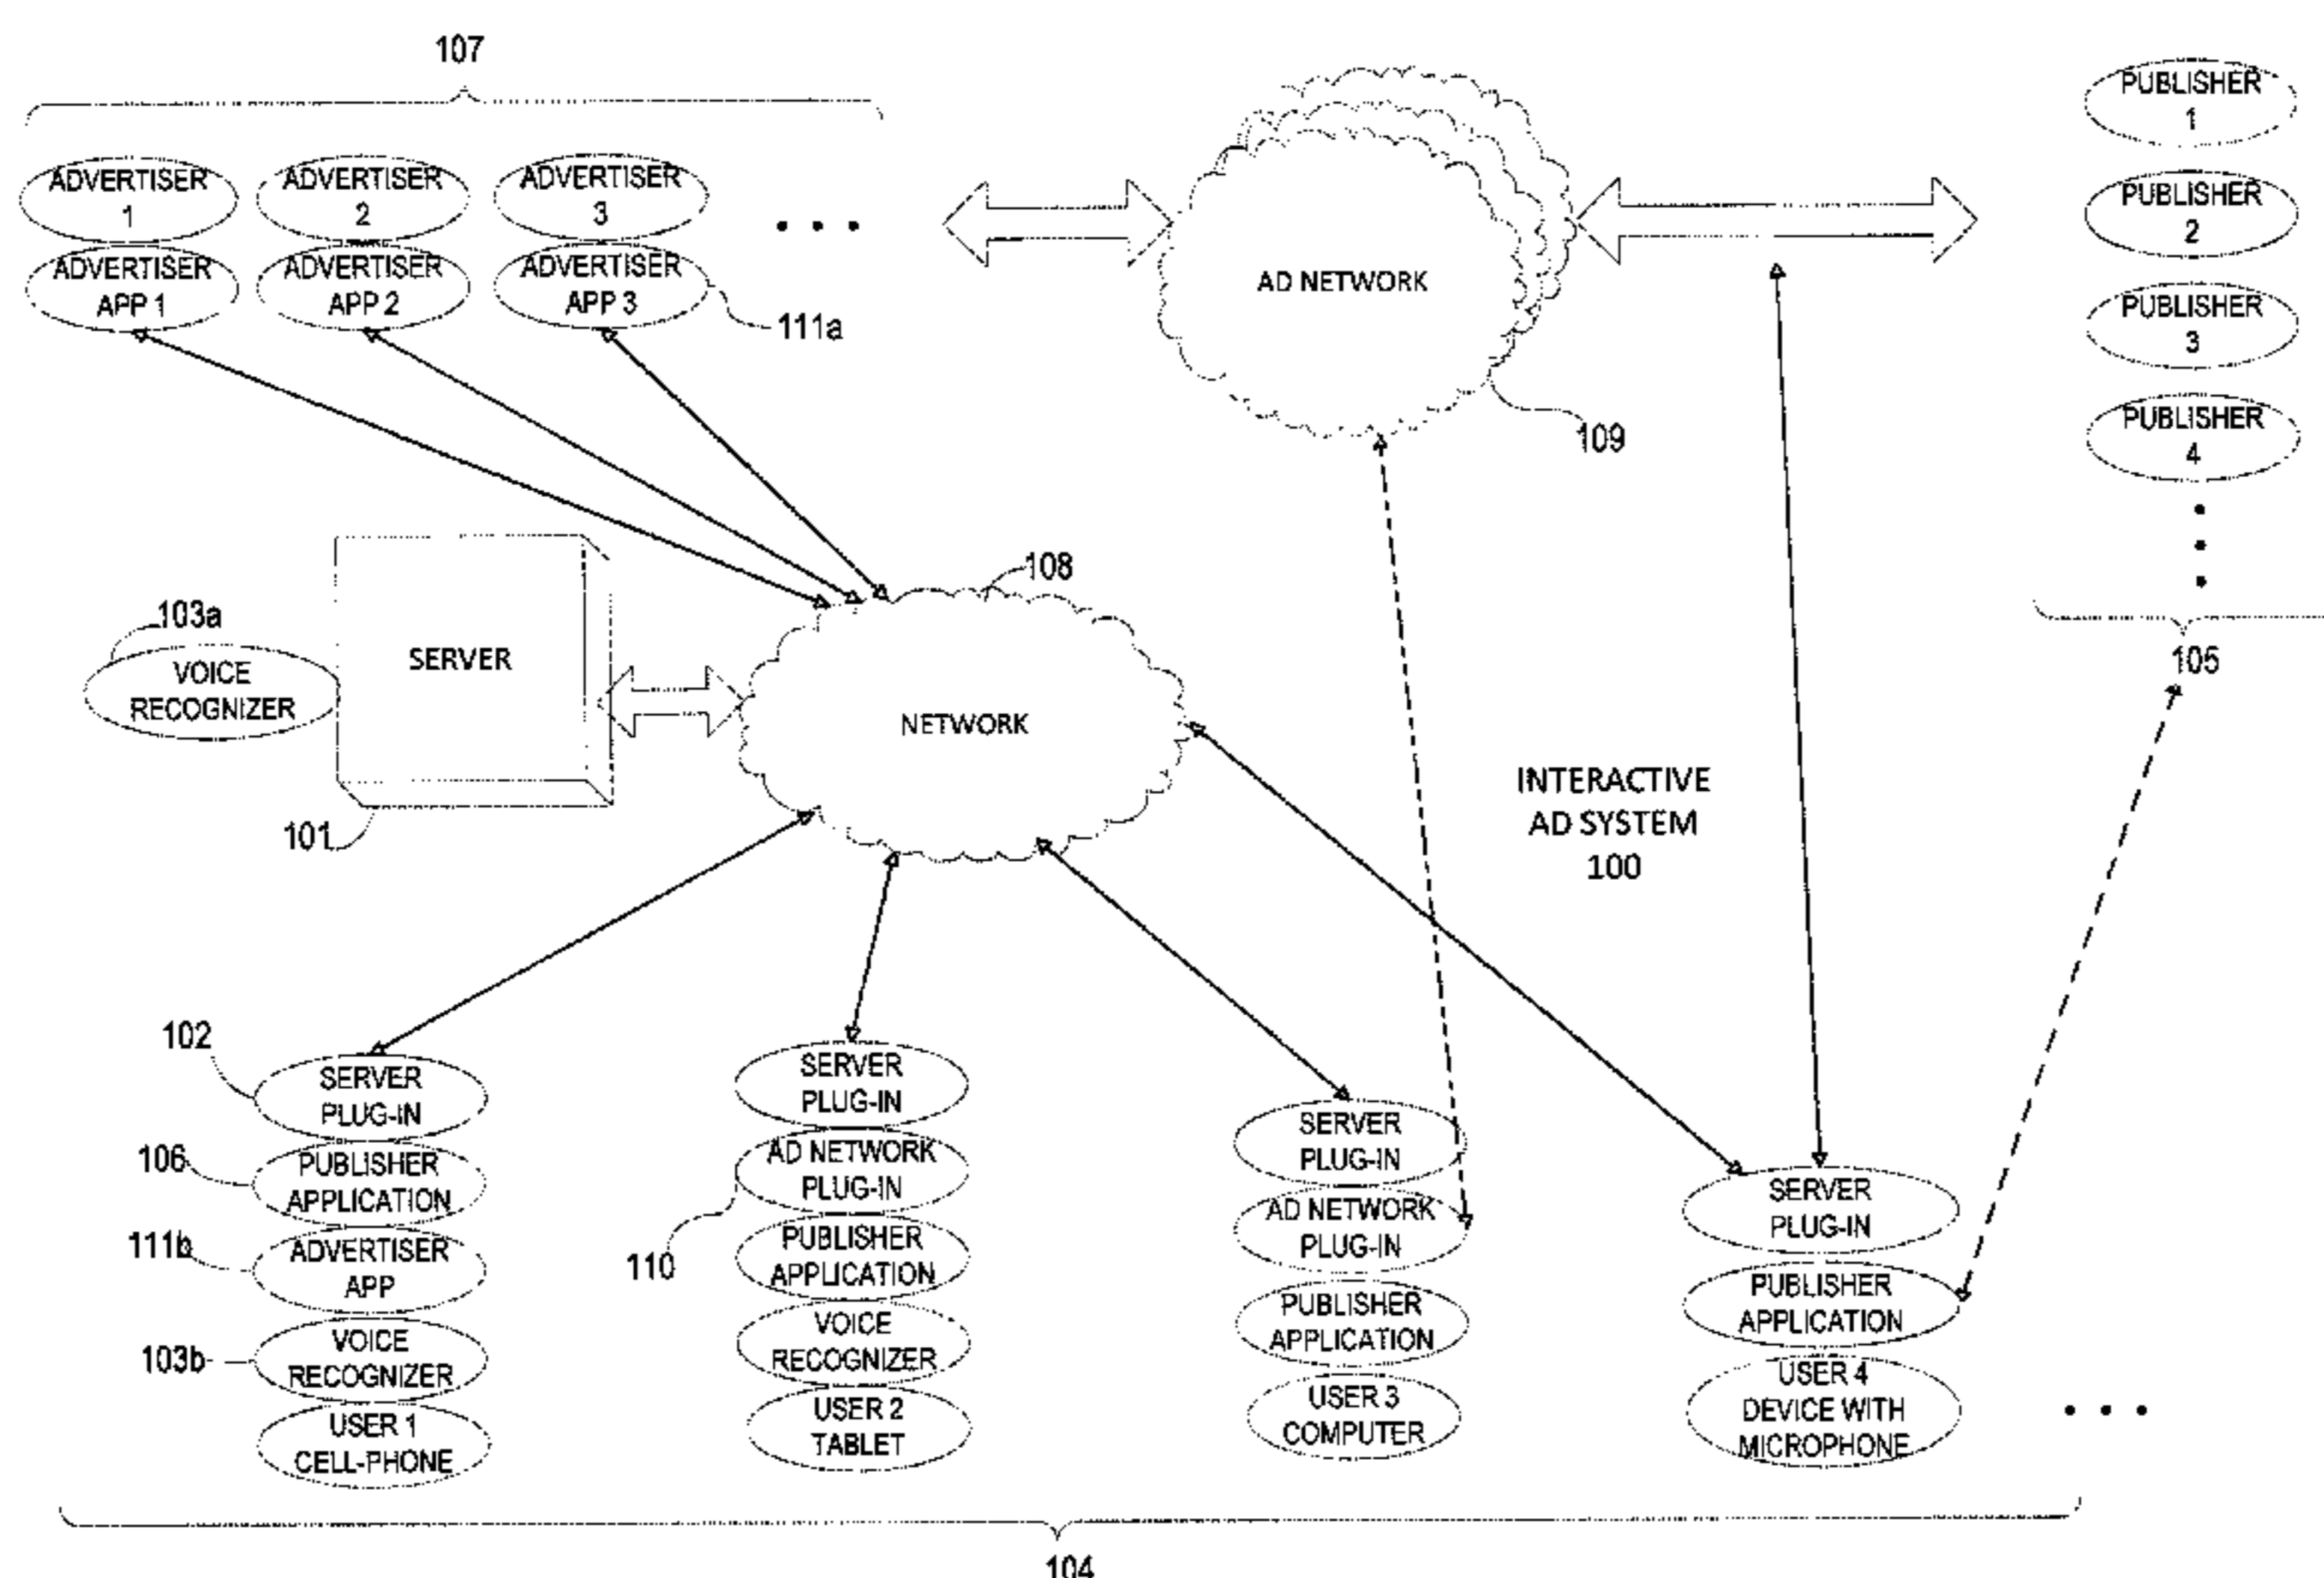 107
ADVERTISER
1
ADVERTISER
2
ADVERTISER
3
ADVERTISER
APP 1
ADVERTISER
APP 2
ADVERTISER
APP 3
111a
AD NETWORK
109
PUBLISHER
1
PUBLISHER
2
PUBLISHER
3
PUBLISHER
4
105
103a
VOICE
RECOGNIZER
SERVER
101
108
NETWORK
INTERACTIVE
AD SYSTEM
100
102
SERVER
PLUG-IN
106
PUBLISHER
APPLICATION
111b
ADVERTISER
APP
103b
VOICE
RECOGNIZER
USER 1
CELL-PHONE
SERVER
PLUG-IN
AD NETWORK
PLUG-IN
110
PUBLISHER
APPLICATION
VOICE
RECOGNIZER
USER 2
TABLET
SERVER
PLUG-IN
AD NETWORK
PLUG-IN
PUBLISHER
APPLICATION
USER 3
COMPUTER
SERVER
PLUG-IN
PUBLISHER
APPLICATION
USER 4
DEVICE WITH
MICROPHONE
104